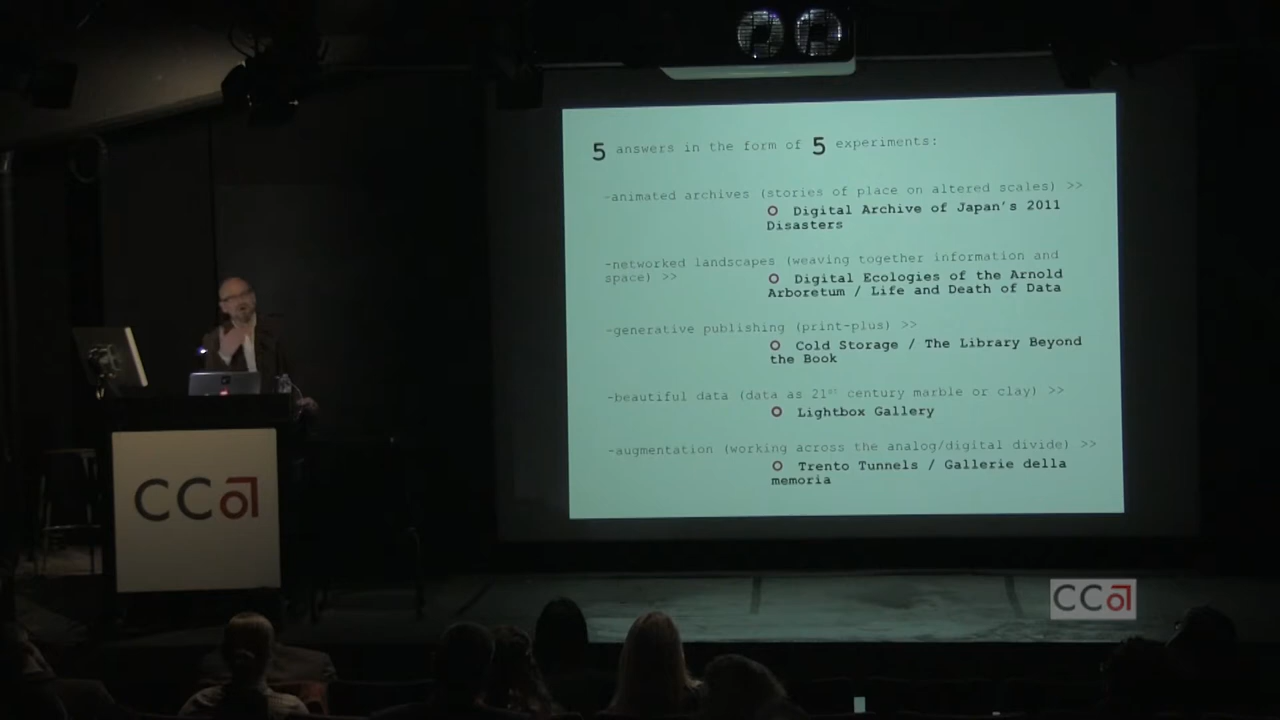 5 answers in the form of 5 experiments:
-animated archives (stories of place on altered scales) >>
Digital Archive of Japan's 2011
Disasters
-networked landscapes (weaving together information and
space) >>
Digital Ecologies of the Arnold
Arboretum / Life and Death of Data
-generative publishing (print-plus) >>
Cold Storage / The Library Beyond
the Book
-beautiful data (data as 21st century marble or clay) >>
Lightbox Gallery
-augmentation (working across the analog/digital divide) >>
Trento Tunnels / Gallerie della
memoria
CCA
CCA